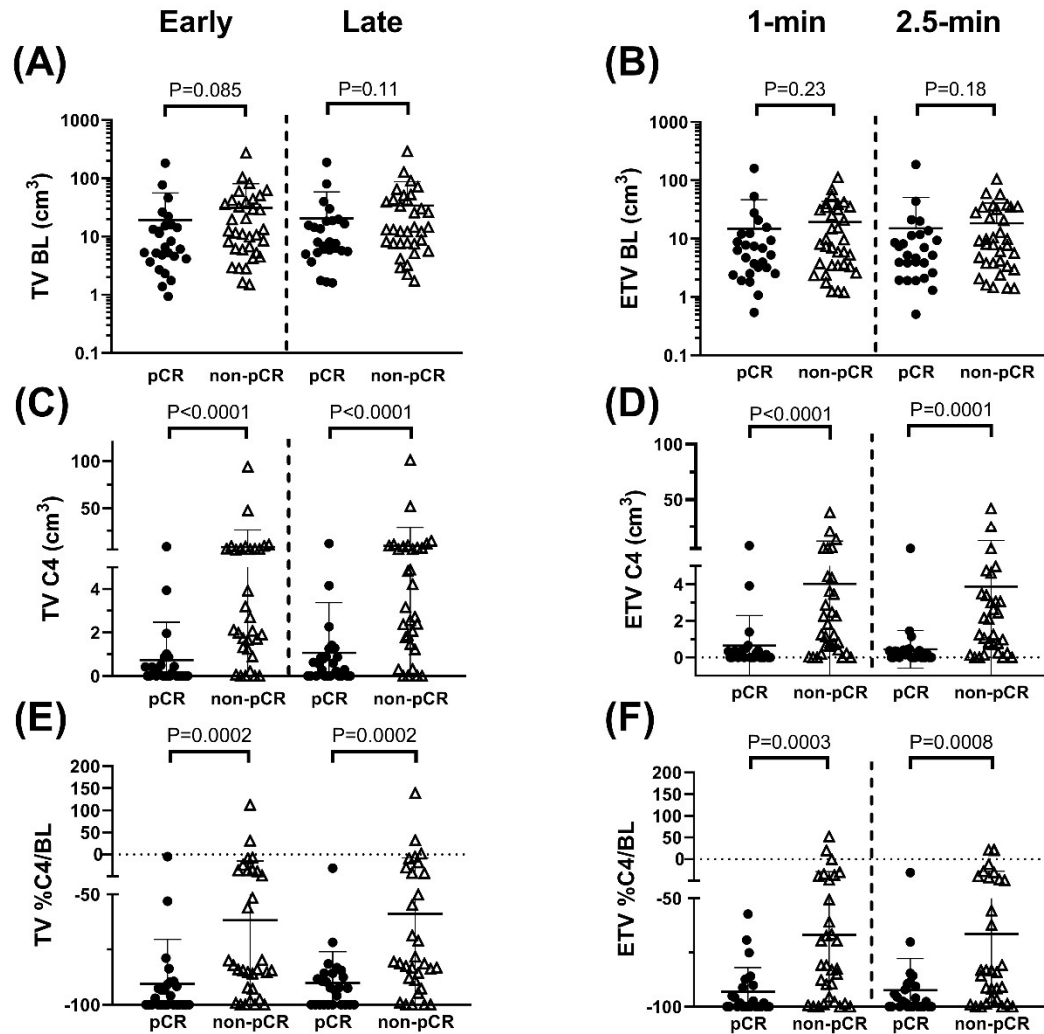 Early Late 1-min 2.5-min
(A) (B)
P=0.085 P=0.11 P=0.23 P=0.18
TV BL (cm³)
1000
100
10
1
0.1
pCR non-pCR pCR non-pCR
ETV BL (cm³)
1000
100
10
1
0.1
pCR non-pCR pCR non-pCR
(C) (D)
P<0.0001 P<0.0001 P<0.0001 P=0.0001
TV C4 (cm³)
100
50
4
2
0
pCR non-pCR pCR non-pCR
ETV C4 (cm³)
100
50
4
2
0
pCR non-pCR pCR non-pCR
(E) (F)
P=0.0002 P=0.0002 P=0.0003 P=0.0008
TV %C4/BL
200
150
100
50
0
-50
-100
pCR non-pCR pCR non-pCR
ETV %C4/BL
200
150
100
50
0
-50
-100
pCR non-pCR pCR non-pCR